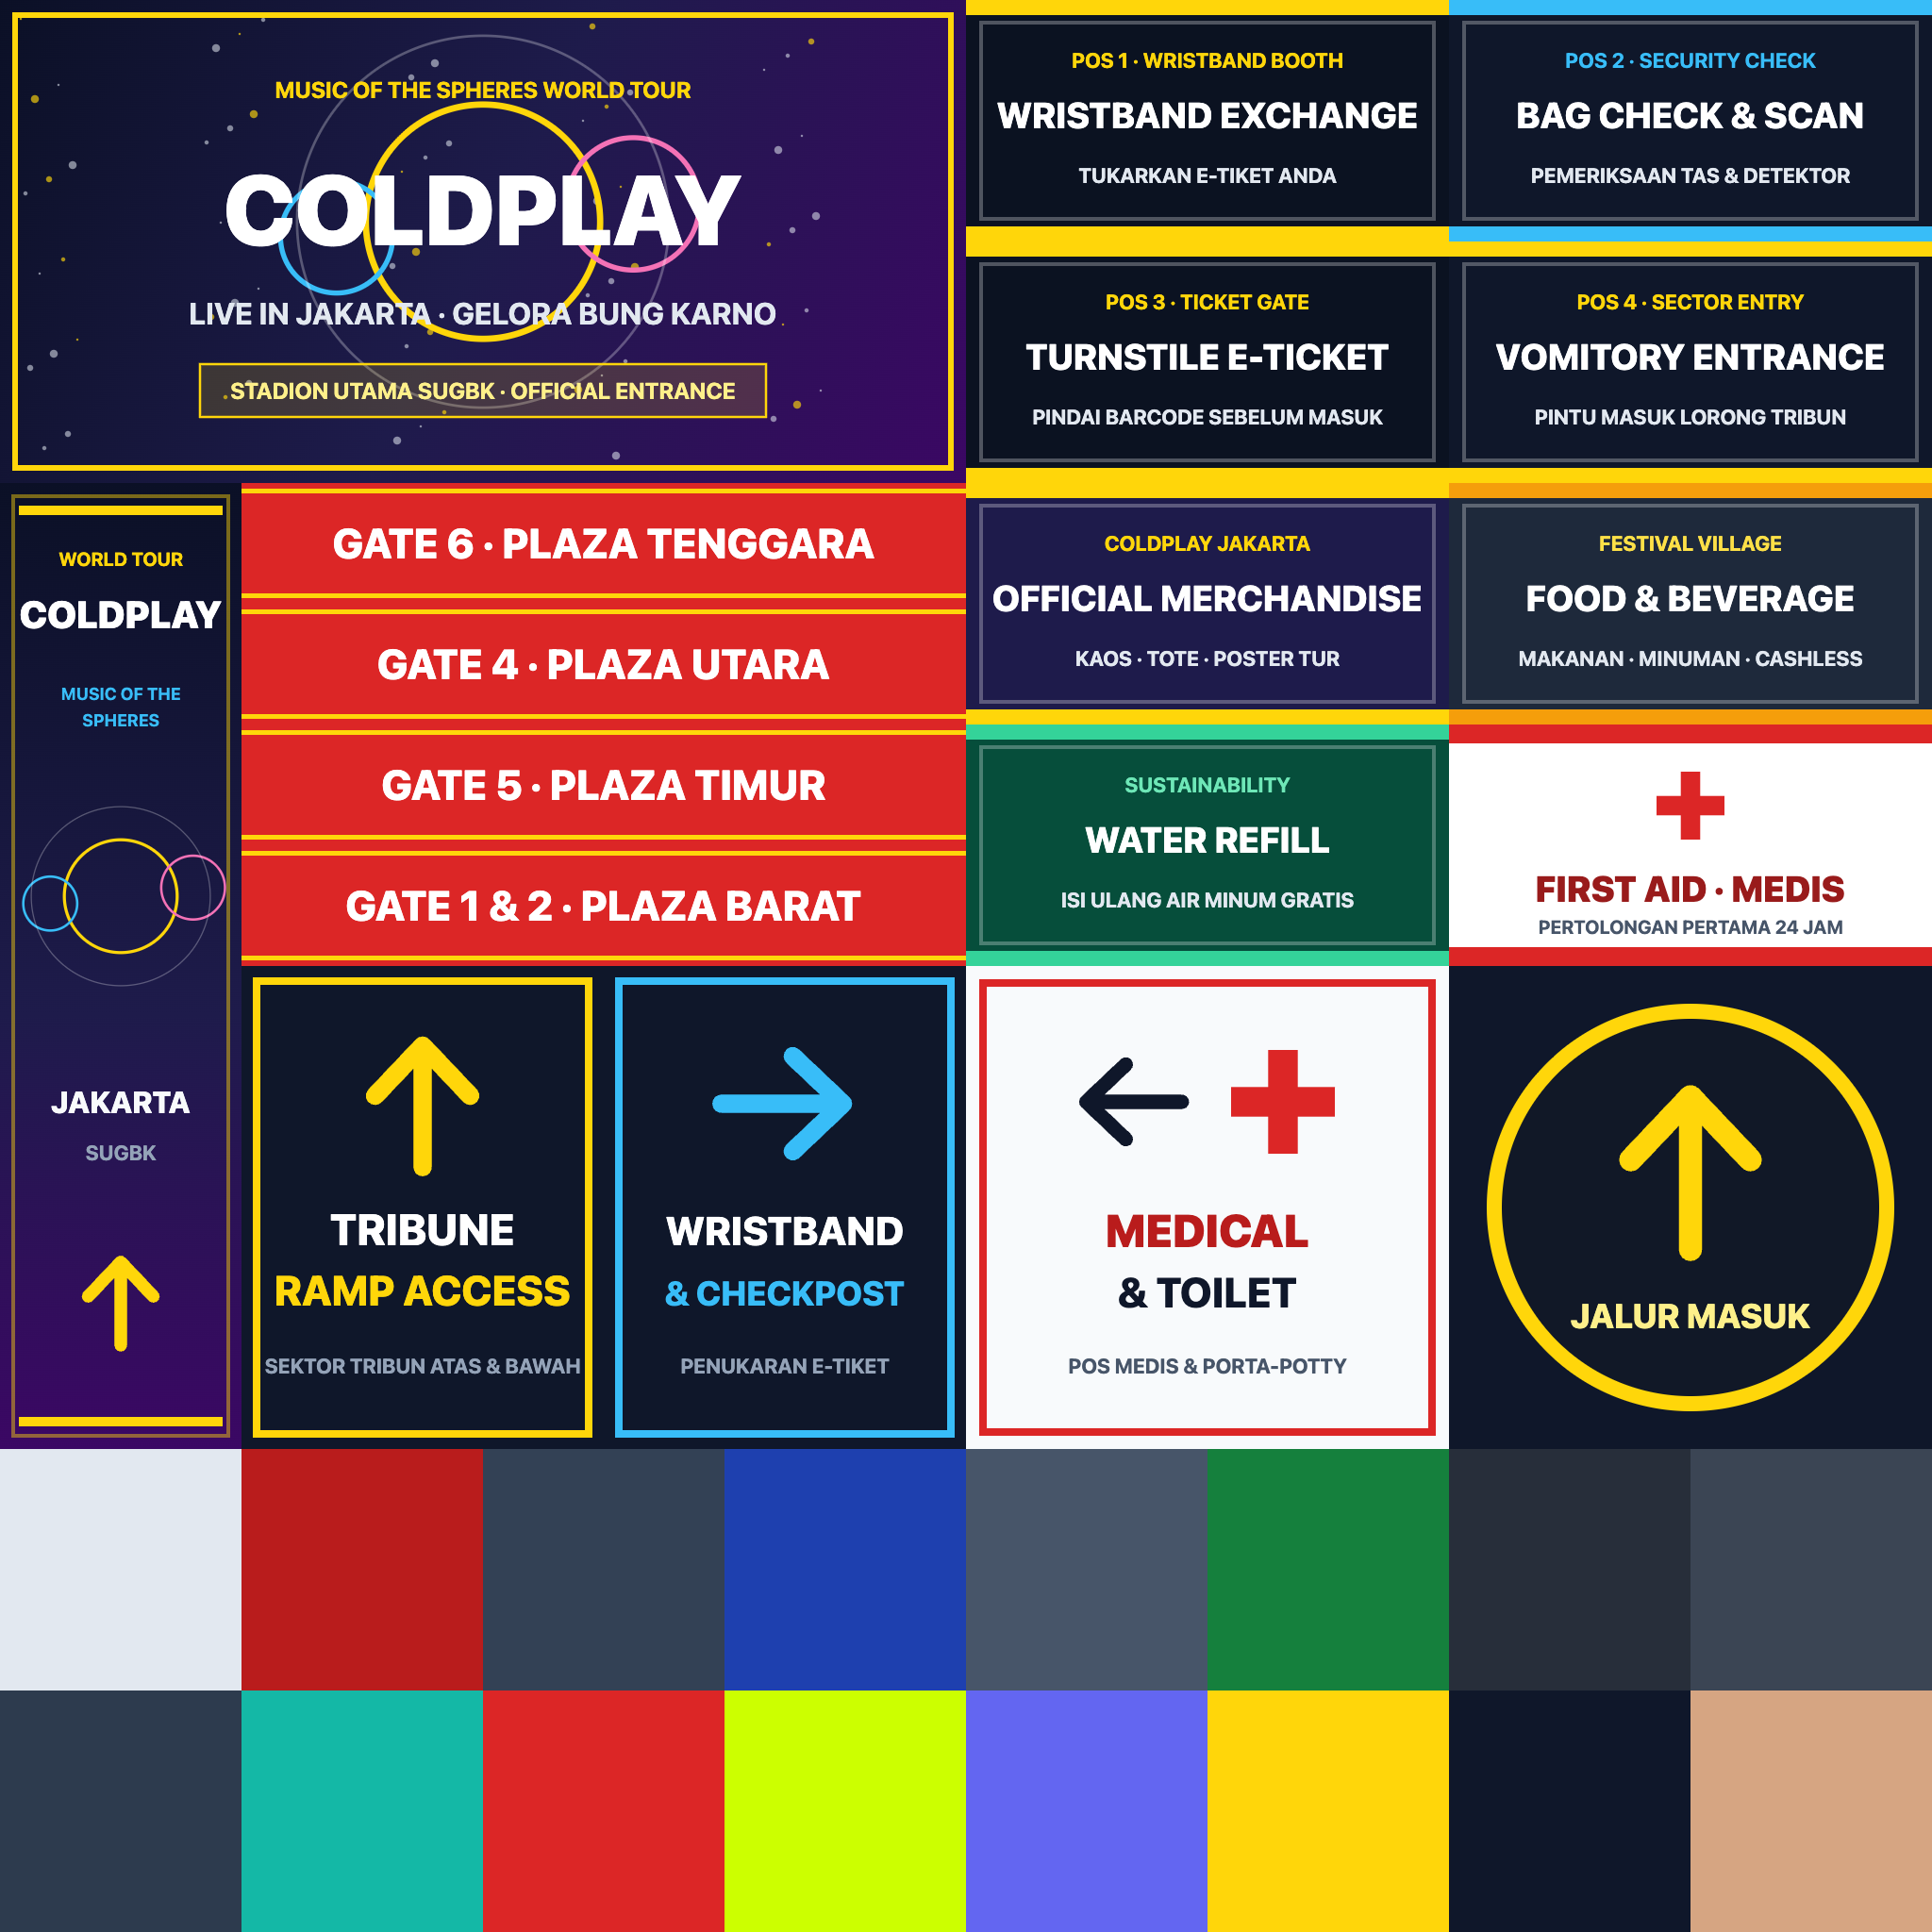 MUSIC OF THE SPHERES WORLD TOUR
COLDPLAY
LIVE IN JAKARTA · GELORA BUNG KARNO
STADION UTAMA SUGBK · OFFICIAL ENTRANCE
POS 1 · WRISTBAND BOOTH
WRISTBAND EXCHANGE
TUKARKAN E-TIKET ANDA
POS 2 · SECURITY CHECK
BAG CHECK & SCAN
PEMERIKSAAN TAS & DETEKTOR
POS 3 · TICKET GATE
TURNSTILE E-TICKET
PINDAI BARCODE SEBELUM MASUK
POS 4 · SECTOR ENTRY
VOMITORY ENTRANCE
PINTU MASUK LORONG TRIBUN
WORLD TOUR
COLDPLAY
MUSIC OF THE
SPHERES
JAKARTA
SUGBK
GATE 6 · PLAZA TENGGARA
GATE 4 · PLAZA UTARA
GATE 5 · PLAZA TIMUR
GATE 1 & 2 · PLAZA BARAT
COLDPLAY JAKARTA
OFFICIAL MERCHANDISE
KAOS · TOTE · POSTER TUR
FESTIVAL VILLAGE
FOOD & BEVERAGE
MAKANAN · MINUMAN · CASHLESS
SUSTAINABILITY
WATER REFILL
ISI ULANG AIR MINUM GRATIS
FIRST AID · MEDIS
PERTOLONGAN PERTAMA 24 JAM
TRIBUNE
RAMP ACCESS
SEKTOR TRIBUN ATAS & BAWAH
WRISTBAND
& CHECKPOST
PENUKARAN E-TIKET
MEDICAL
& TOILET
POS MEDIS & PORTA-POTTY
JALUR MASUK